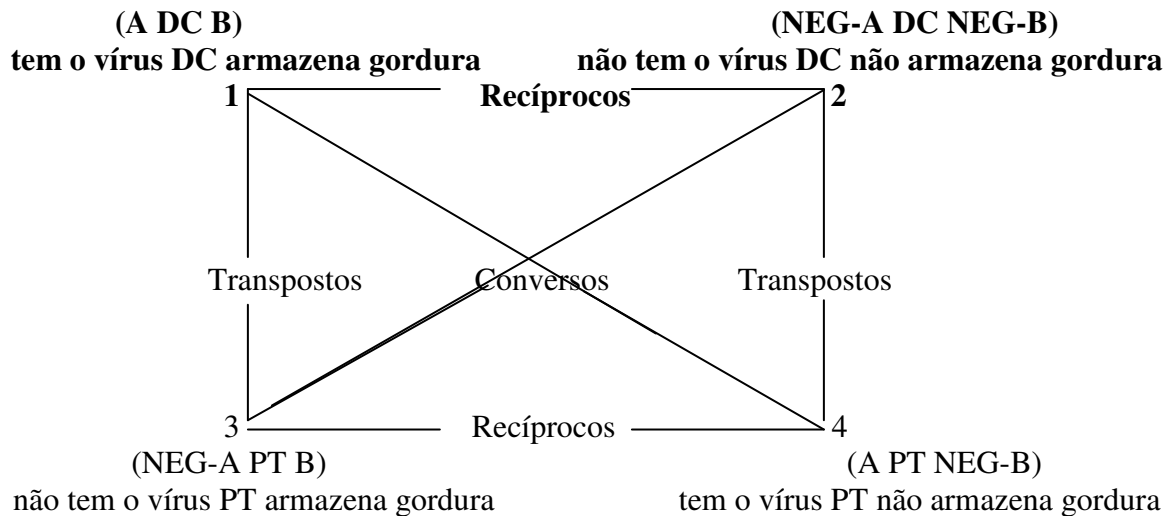 (A DC B) (NEG-A DC NEG-B)
tem o vírus DC armazena gordura não tem o vírus DC não armazena gordura
1 Recíprocos 2
Transpostos Conversos Transpostos
3 Recíprocos 4
(NEG-A PT B) (A PT NEG-B)
não tem o vírus PT armazena gordura tem o vírus PT não armazena gordura